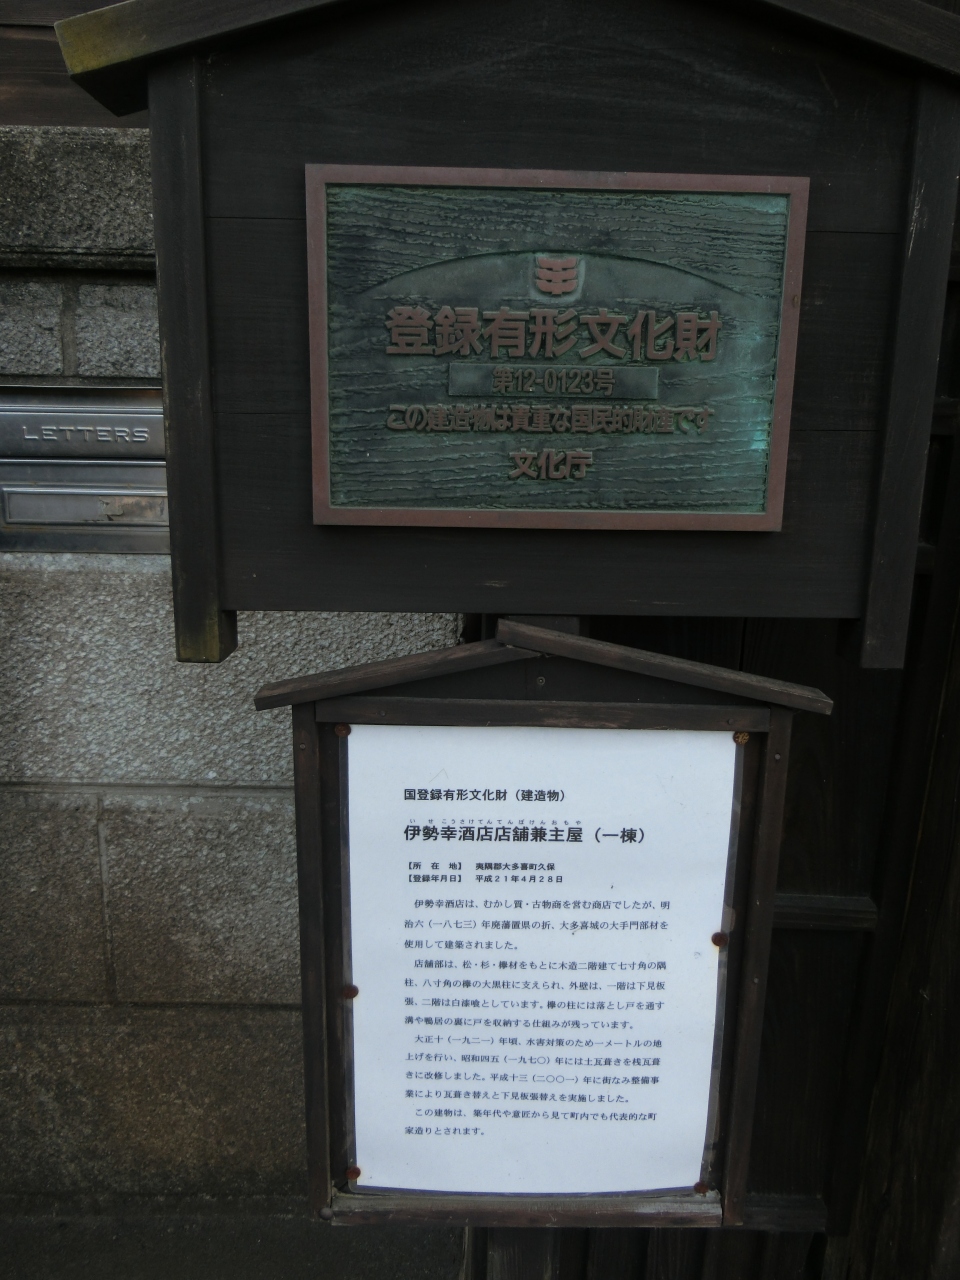 登録有形文化財
第12-0123号
この建造物は貴重な国民的財産です
文化庁
LETTERS
国登録有形文化財（建造物）
いせこうさけてんてんぽけんおもや
伊勢幸酒店店舗兼主屋（一棟）
【所在地】 夷隅郡大多喜町久保
【登録年月日】 平成２１年４月２８日
伊勢幸酒店は、むかし質・古物商を営む商店でしたが、明
治六（一八七三）年廃藩置県の折、大多喜城の大手門部材を
使用して建築されました。
店舗部は、松・杉・欅材をもとに木造二階建て七寸角の隅
柱、八寸角の欅の大黒柱に支えられ、外壁は、一階は下見板
張、二階は白漆喰としています。欅の柱には落とし戸を通す
溝や鴨居の裏に戸を収納する仕組みが残っています。
大正十（一九二一）年頃、水害対策のため一メートルの地
上げを行い、昭和四五（一九七〇）年には土瓦葺きを桟瓦葺
きに改修しました。平成十三（二〇〇一）年に街なみ整備事
業により瓦葺き替えと下見板張替えを実施しました。
この建物は、築年代や意匠から見て町内でも代表的な町
家造りとされます。